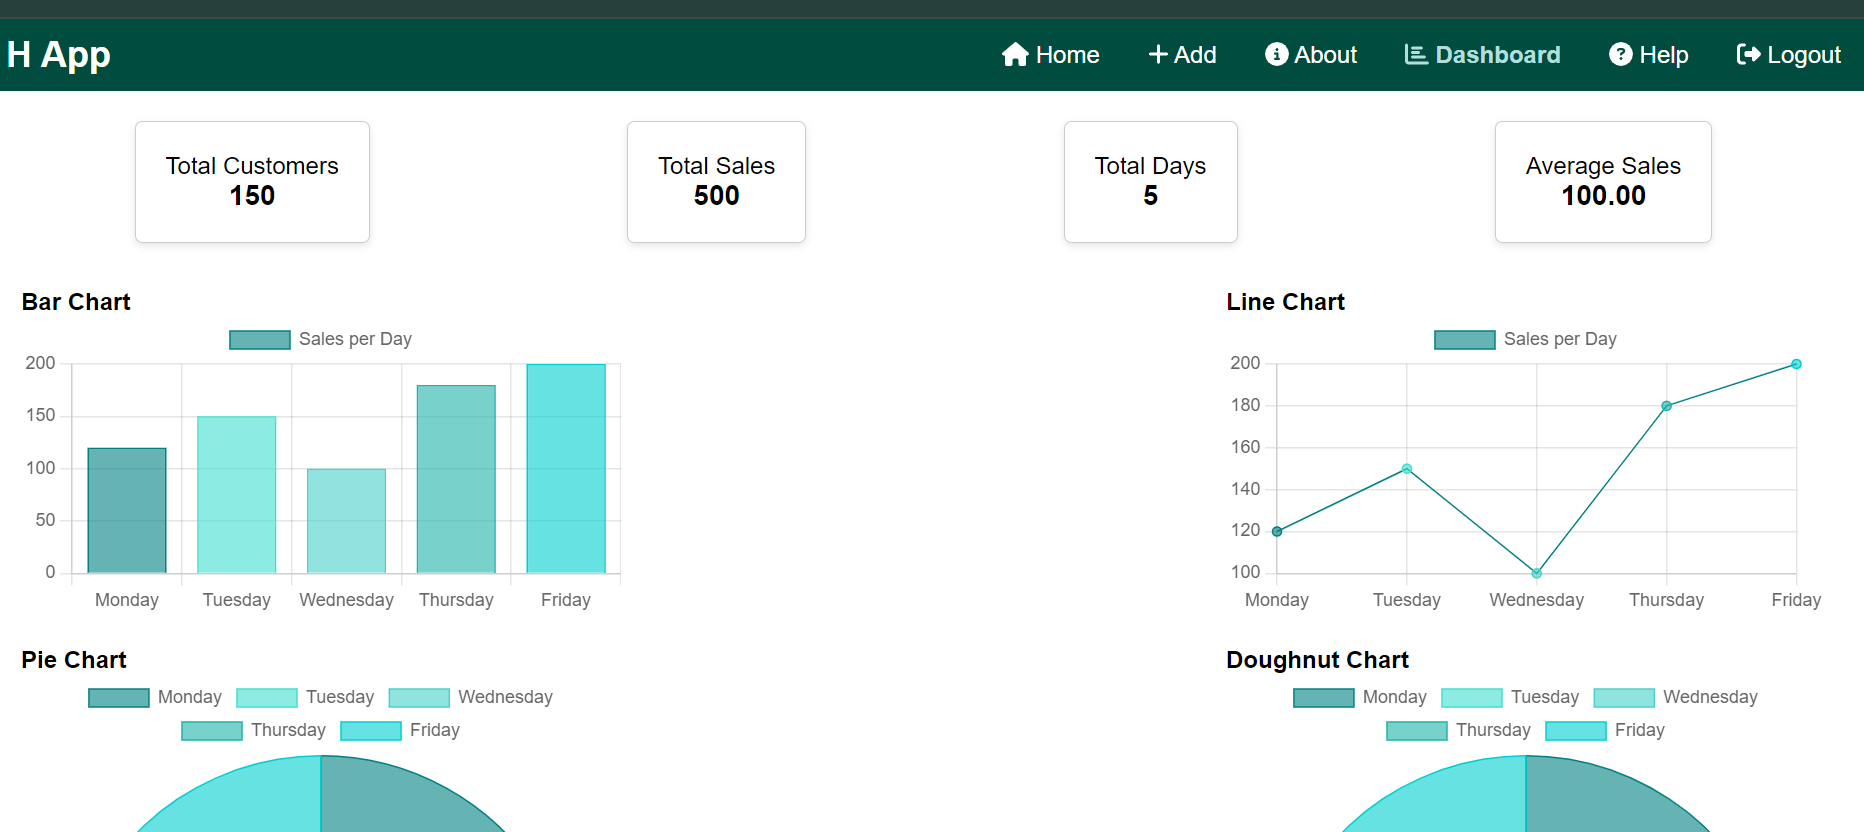 H App
Home
Add
About
Dashboard
Help
Logout
Total Customers
150
Total Sales
500
Total Days
5
Average Sales
100.00
Bar Chart
Sales per Day
200
150
100
50
0
Monday Tuesday Wednesday Thursday Friday
Line Chart
Sales per Day
200
180
160
140
120
100
Monday Tuesday Wednesday Thursday Friday
Pie Chart
Monday Tuesday Wednesday
Thursday Friday
Doughnut Chart
Monday Tuesday Wednesday
Thursday Friday